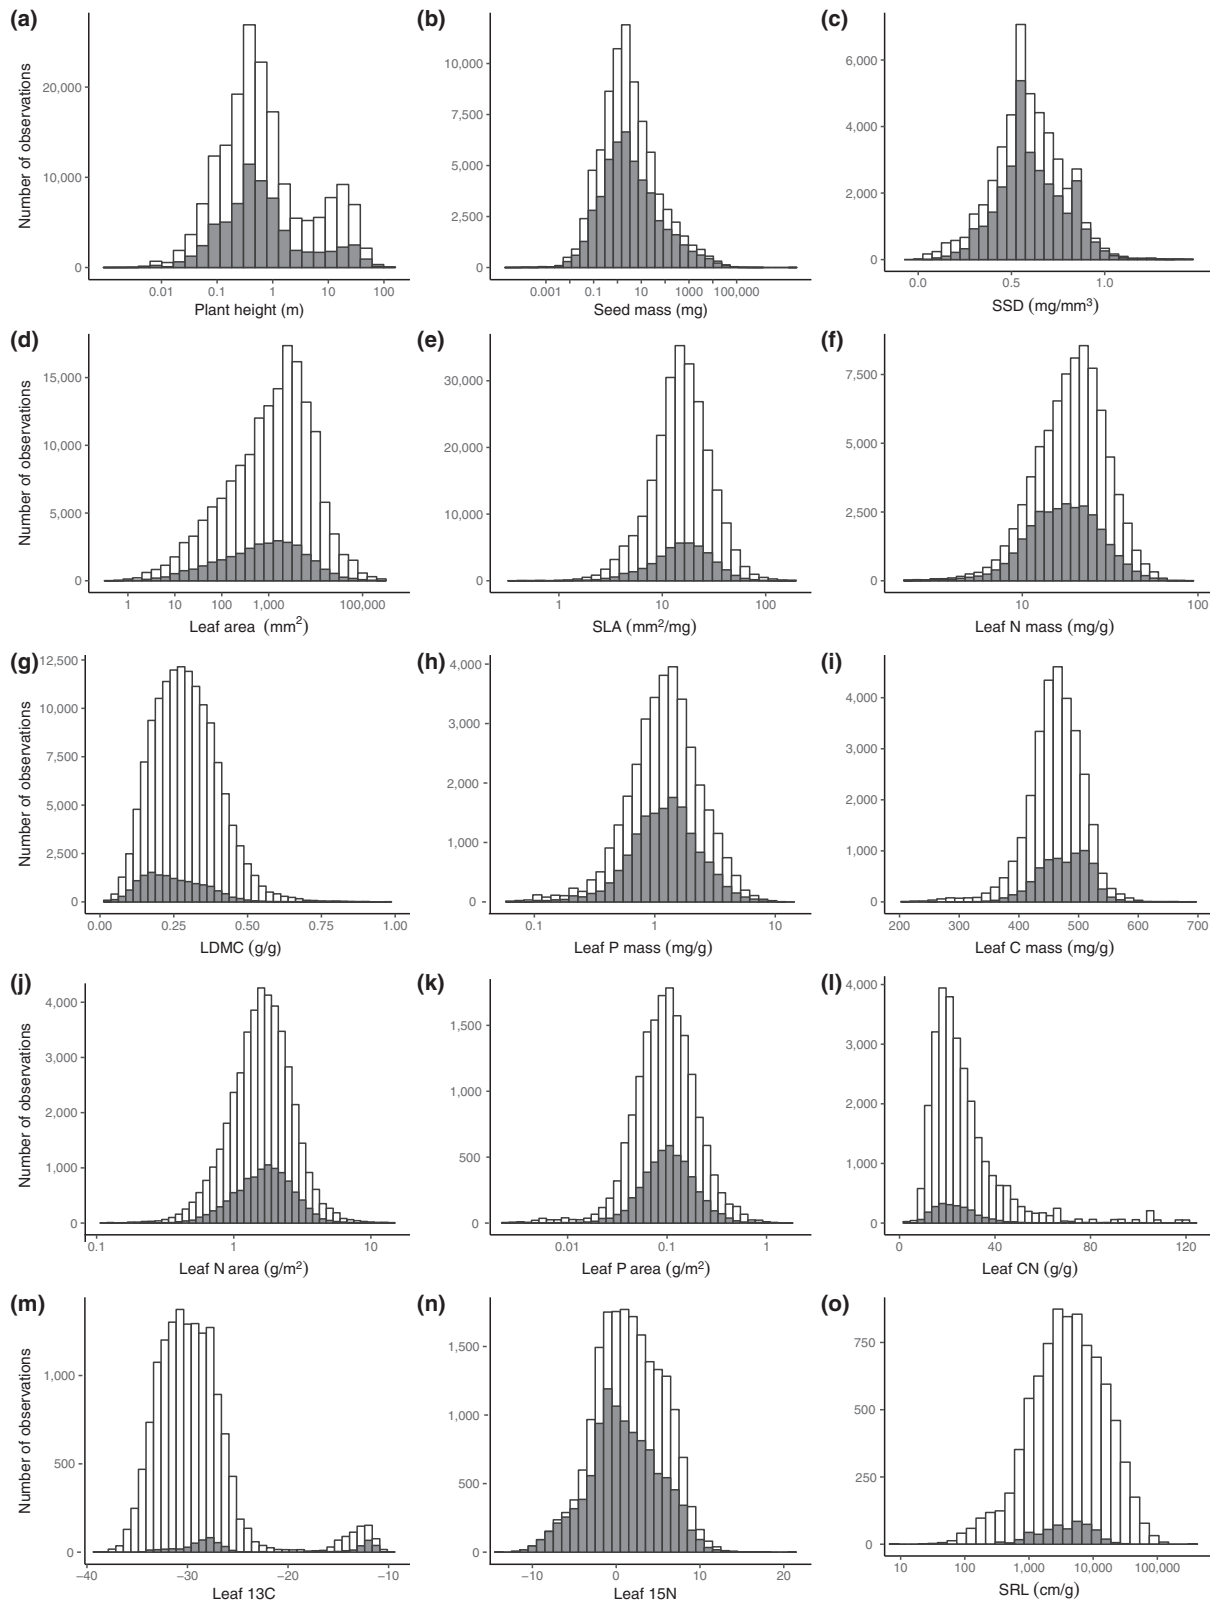 (a)
Number of observations
20,000
10,000
0
0.01 0.1 1 10 100
Plant height (m)
(b)
10,000
7,500
5,000
2,500
0
0.001 0.1 10 1000 100,000
Seed mass (mg)
(c)
6,000
4,000
2,000
0
0.0 0.5 1.0
SSD (mg/mm³)
(d)
Number of observations
15,000
10,000
5,000
0
1 10 100 1,000 100,000
Leaf area (mm²)
(e)
30,000
20,000
10,000
0
1 10 100
SLA (mm²/mg)
(f)
7,500
5,000
2,500
0
10 100
Leaf N mass (mg/g)
(g)
Number of observations
12,500
10,000
7,500
5,000
2,500
0
0.00 0.25 0.50 0.75 1.00
LDMC (g/g)
(h)
4,000
3,000
2,000
1,000
0
0.1 1 10
Leaf P mass (mg/g)
(i)
4,000
3,000
2,000
1,000
0
200 300 400 500 600 700
Leaf C mass (mg/g)
(j)
Number of observations
4,000
3,000
2,000
1,000
0
0.1 1 10
Leaf N area (g/m²)
(k)
1,500
1,000
500
0
0.01 0.1 1
Leaf P area (g/m²)
(l)
4,000
3,000
2,000
1,000
0
0 40 80 120
Leaf CN (g/g)
(m)
Number of observations
1,000
500
0
−40 −30 −20 −10
Leaf 13C
(n)
1,500
1,000
500
0
−10 0 10 20
Leaf 15N
(o)
750
500
250
0
10 100 1,000 10,000 100,000
SRL (cm/g)